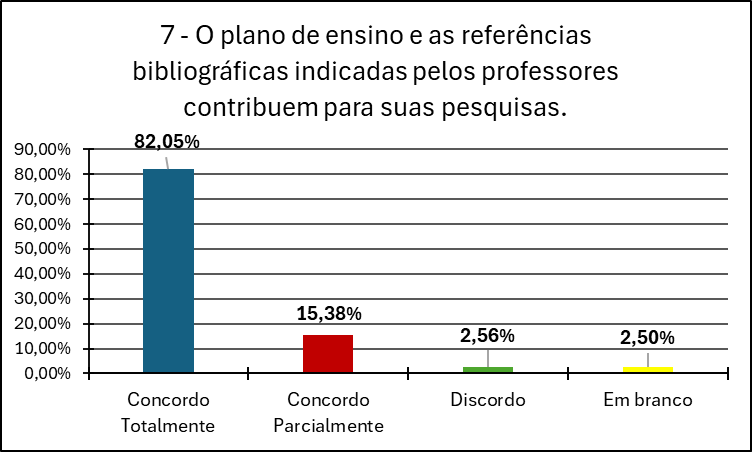 7 - O plano de ensino e as referências
bibliográficas indicadas pelos professores
contribuem para suas pesquisas.
90,00%
80,00%
70,00%
60,00%
50,00%
40,00%
30,00%
20,00%
10,00%
0,00%
82,05%
15,38%
2,56%
2,50%
Concordo
Totalmente
Concordo
Parcialmente
Discordo
Em branco